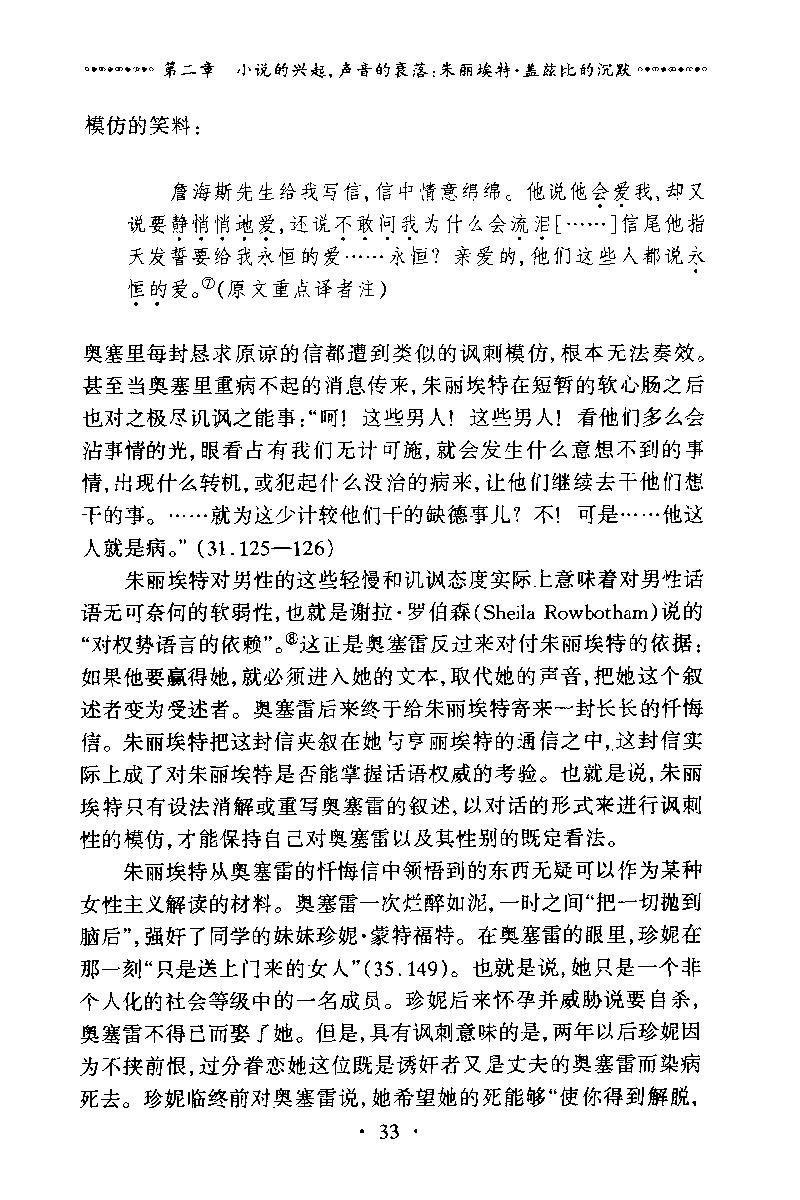 第二章　小说的兴起,声音的衰落:朱丽埃特·盖兹比的沉默
模仿的笑料:
詹海斯先生给我写信,信中情意绵绵。他说他会爱我,却又
说要静悄悄地爱,还说不敢问我为什么会流泪[……]信尾他指
天发誓要给我永恒的爱……永恒?亲爱的,他们这些人都说永
恒的爱。⑦(原文重点译者注)
奥塞里每封恳求原谅的信都遭到类似的讽刺模仿,根本无法奏效。
甚至当奥塞里重病不起的消息传来,朱丽埃特在短暂的软心肠之后
也对之极尽讥讽之能事:“呵!这些男人!这些男人!看他们多么会
沾事情的光,眼看占有我们无计可施,就会发生什么意想不到的事
情,出现什么转机,或犯起什么没治的病来,让他们继续去干他们想
干的事。……就为这少计较他们干的缺德事儿?不!可是……他这
人就是病。”(31.125—126)
朱丽埃特对男性的这些轻慢和讥讽态度实际上意味着对男性话
语无可奈何的软弱性,也就是谢拉·罗伯森(Sheila Rowbotham)说的
“对权势语言的依赖”。⑧这正是奥塞雷反过来对付朱丽埃特的依据:
如果他要赢得她,就必须进入她的文本,取代她的声音,把她这个叙
述者变为受述者。奥塞雷后来终于给朱丽埃特寄来一封长长的忏悔
信。朱丽埃特把这封信夹叙在她与亨丽埃特的通信之中,这封信实
际上成了对朱丽埃特是否能掌握话语权威的考验。也就是说,朱丽
埃特只有设法消解或重写奥塞雷的叙述,以对话的形式来进行讽刺
性的模仿,才能保持自己对奥塞雷以及其性别的既定看法。
朱丽埃特从奥塞雷的忏悔信中领悟到的东西无疑可以作为某种
女性主义解读的材料。奥塞雷一次烂醉如泥,一时之间“把一切抛到
脑后”,强奸了同学的妹妹珍妮·蒙特福特。在奥塞雷的眼里,珍妮在
那一刻“只是送上门来的女人”(35.149)。也就是说,她只是一个非
个人化的社会等级中的一名成员。珍妮后来怀孕并威胁说要自杀,
奥塞雷不得已而娶了她。但是,具有讽刺意味的是,两年以后珍妮因
为不挟前恨,过分眷恋她这位既是诱奸者又是丈夫的奥塞雷而染病
死去。珍妮临终前对奥塞雷说,她希望她的死能够“使你得到解脱,
· 33 ·